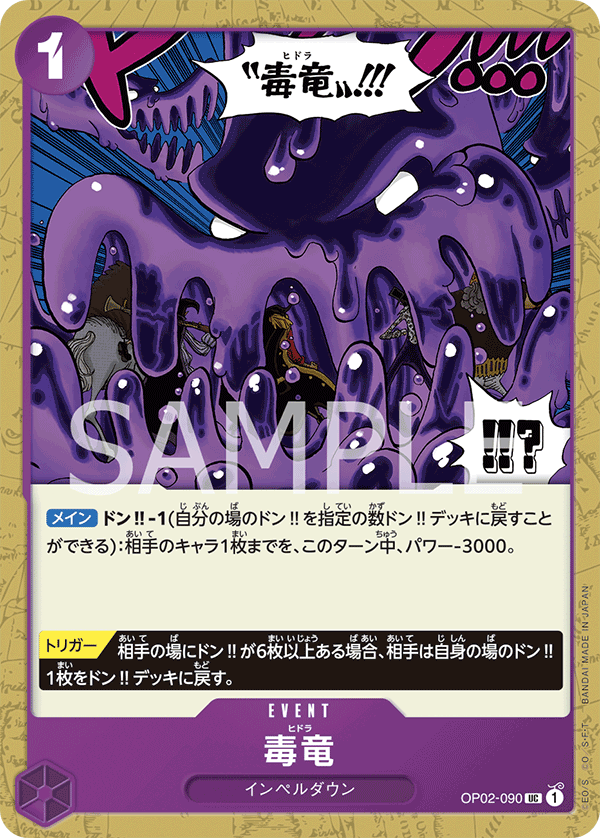 1
ヒドラ
"毒竜"!!!
!!!
!!?
SAMPLE
メイン ドン!!-1(自分の場のドン!!を指定の数ドン!!デッキに戻すこと
ができる):相手のキャラ1枚までを、このターン中、パワー-3000。
トリガー 相手の場にドン!!が6枚以上ある場合、相手は自身の場のドン!!
1枚をドン!!デッキに戻す。
EVENT
ヒドラ
毒竜
インペルダウン
OP02-090 UC 1
©E.O./S. ©O./S.,F.,T. BANDAI MADE IN JAPAN